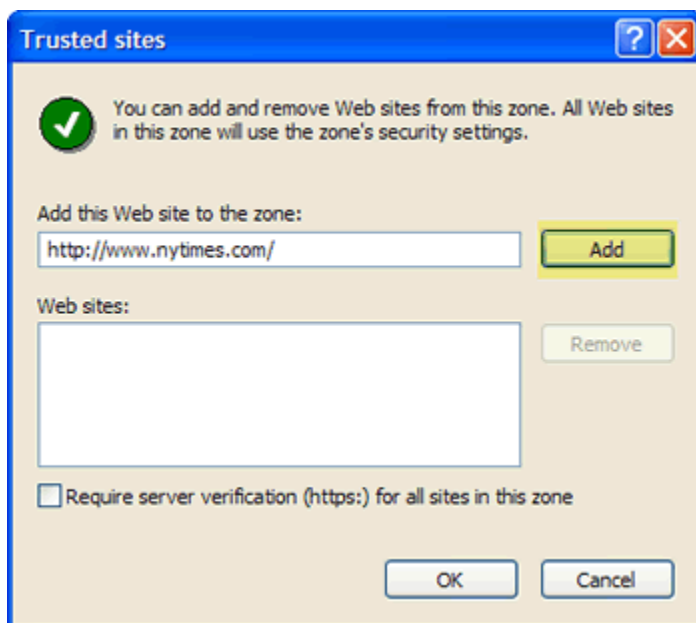 Trusted sites
You can add and remove Web sites from this zone. All Web sites
in this zone will use the zone's security settings.
Add this Web site to the zone:
http://www.nytimes.com/
Add
Web sites:
Remove
Require server verification (https:) for all sites in this zone
OK
Cancel